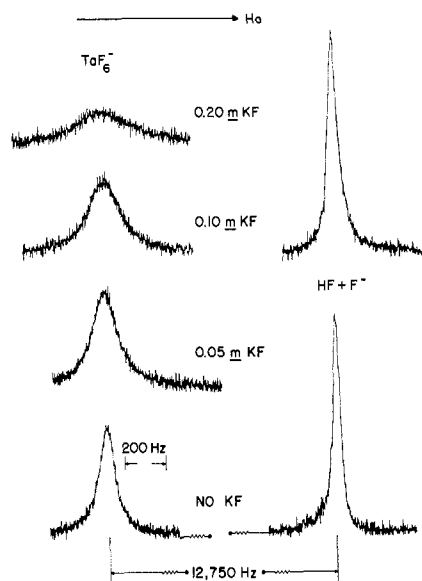 Ho
TaF6-
0.20 m KF
0.10 m KF
HF + F-
0.05 m KF
200 Hz
NO KF
12,750 Hz